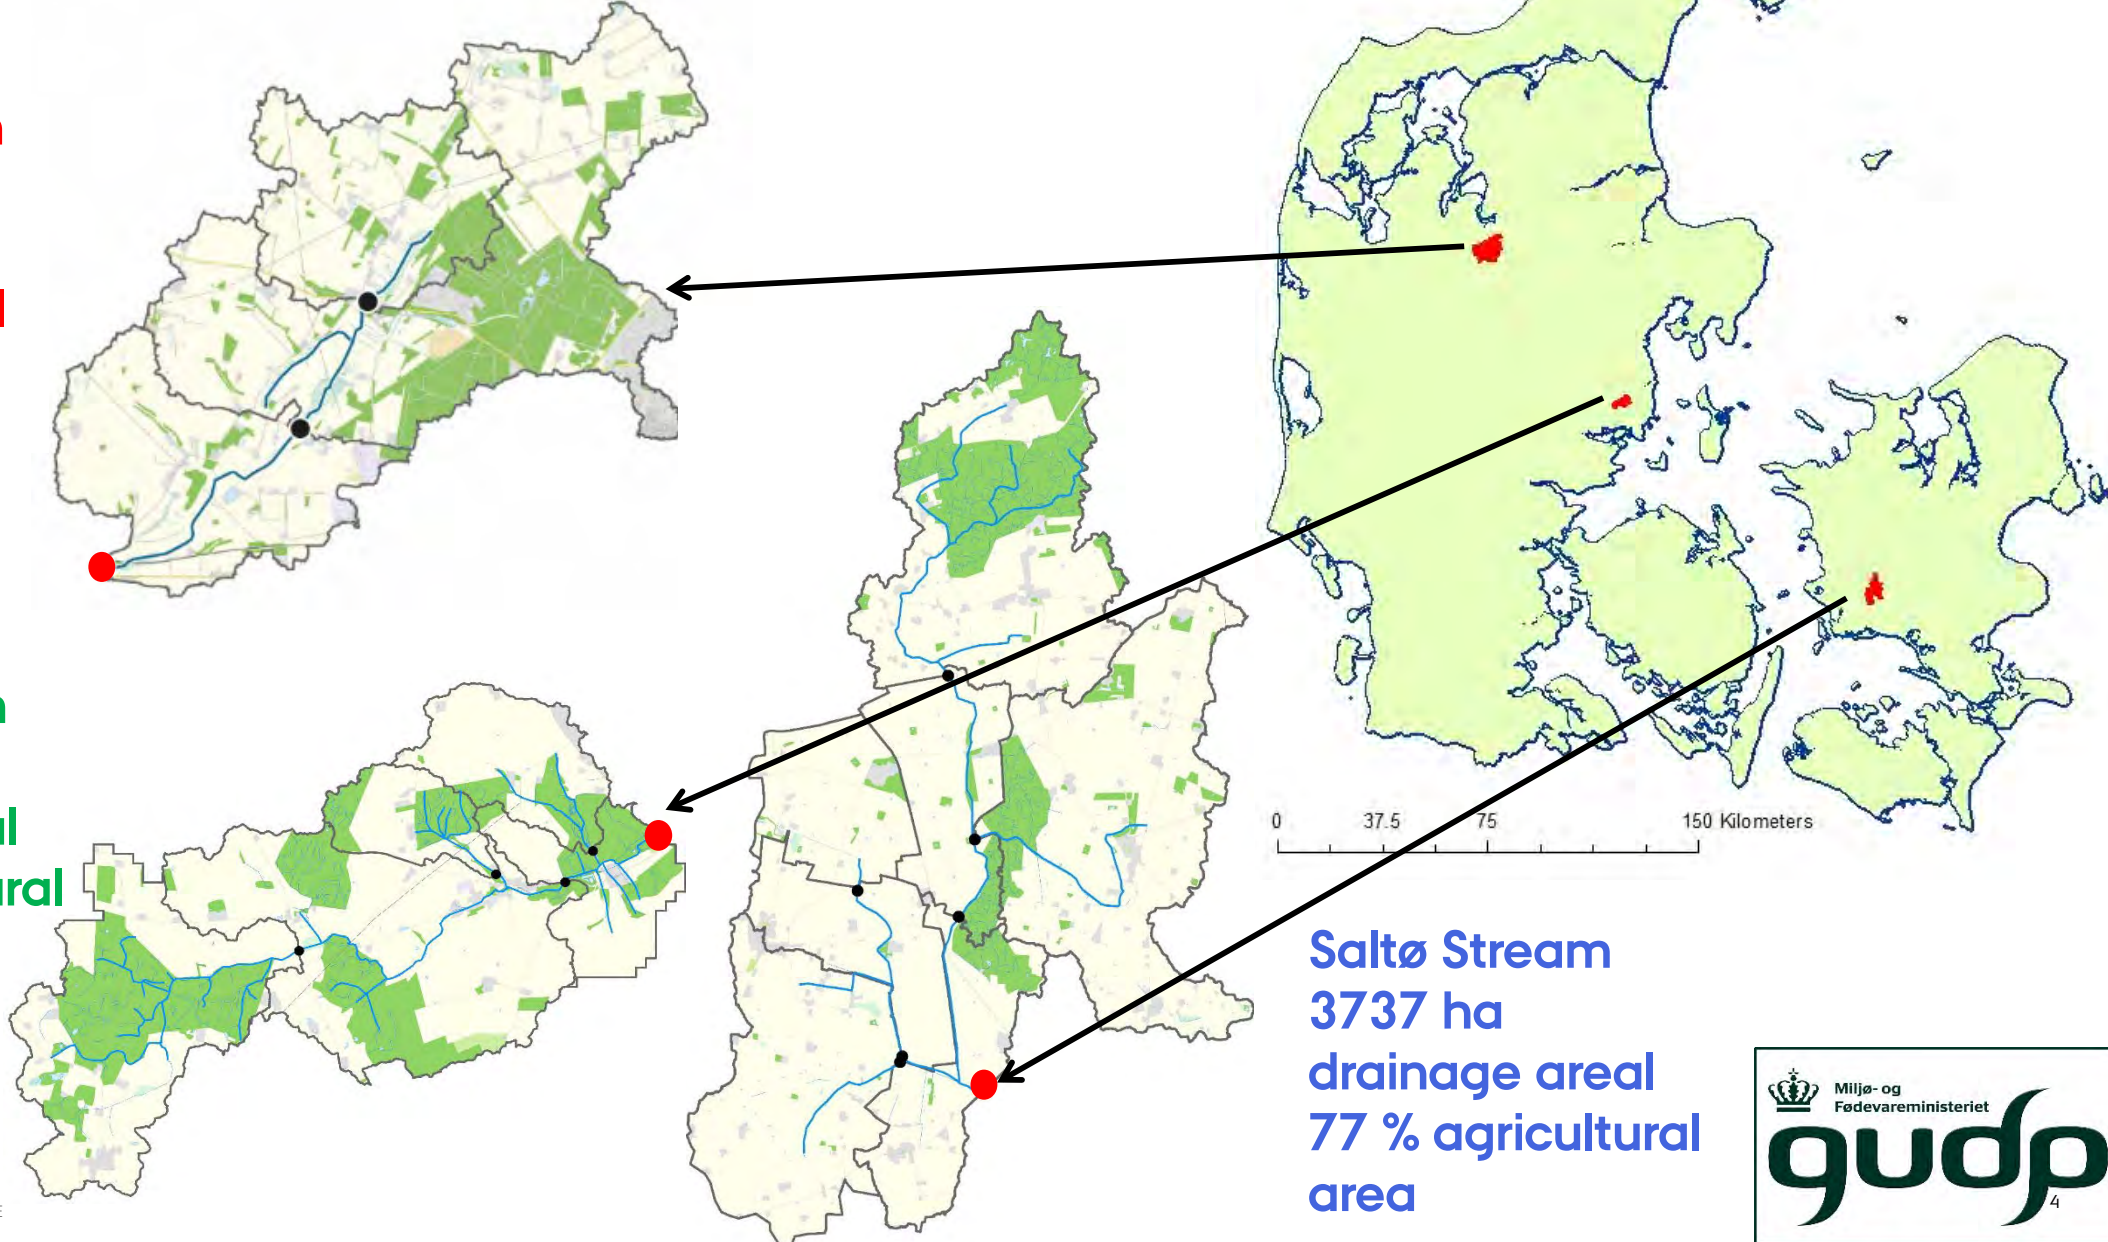 0 37.5 75 150 Kilometers
Saltø Stream
3737 ha
drainage areal
77 % agricultural
area
Miljø- og
Fødevareministeriet
gudp
4